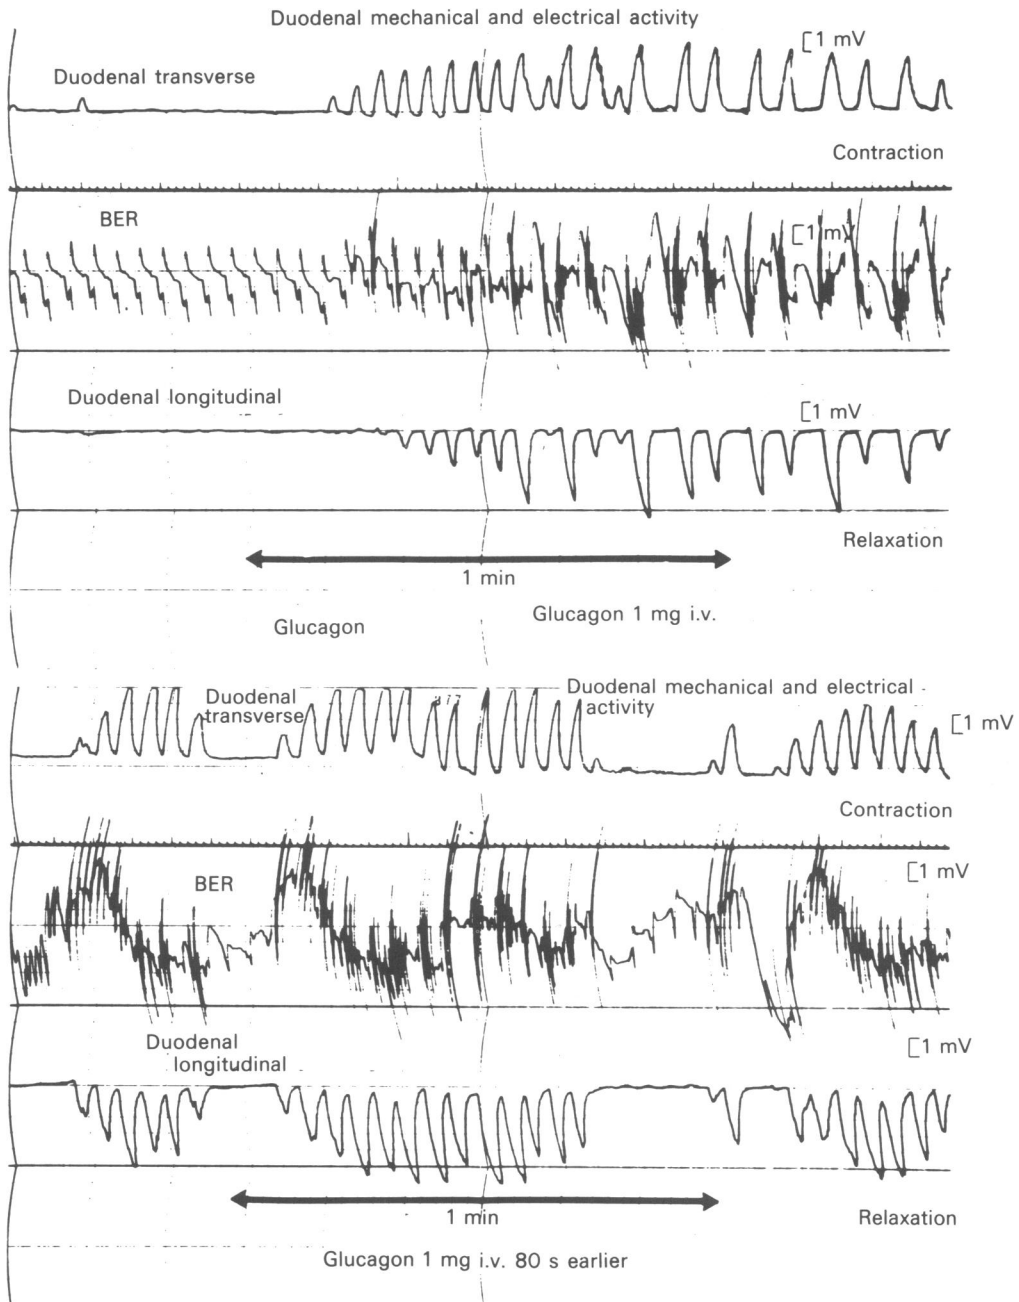 Duodenal mechanical and electrical activity
[1 mV
Duodenal transverse
Contraction
BER
[1 mV
Duodenal longitudinal
[1 mV
Relaxation
1 min
Glucagon 1 mg i.v.
Glucagon
Duodenal
transverse
Duodenal mechanical and electrical
activity
[1 mV
Contraction
BER
[1 mV
Duodenal
longitudinal
[1 mV
1 min
Relaxation
Glucagon 1 mg i.v. 80 s earlier